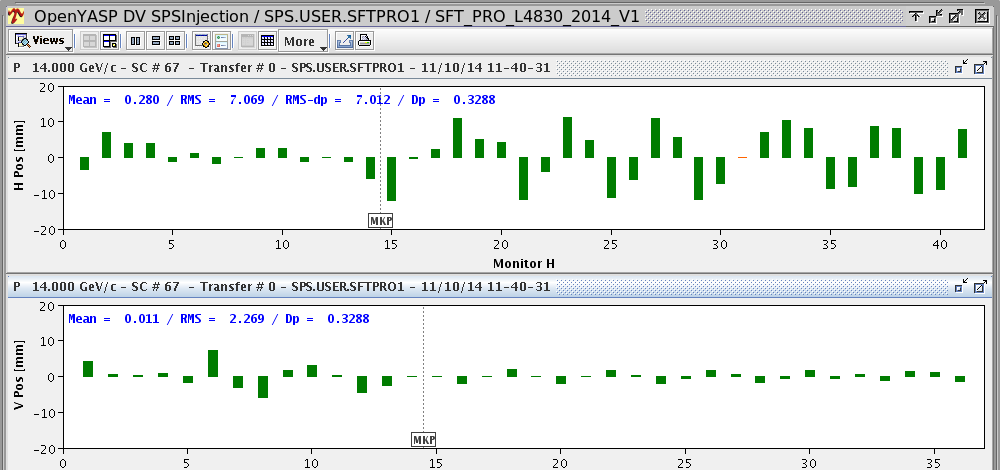 OpenYASP DV SPSInjection / SPS.USER.SFTPRO1 / SFT_PRO_L4830_2014_V1
Views More
P 14.000 GeV/c - SC # 67 - Transfer # 0 - SPS.USER.SFTPRO1 - 11/10/14 11-40-31
Mean = 0.280 / RMS = 7.069 / RMS-dp = 7.012 / Dp = 0.3288
20
10
0
-10
-20
H Pos [mm]
MKP
0 5 10 15 20 25 30 35 40
Monitor H
P 14.000 GeV/c - SC # 67 - Transfer # 0 - SPS.USER.SFTPRO1 - 11/10/14 11-40-31
Mean = 0.011 / RMS = 2.269 / Dp = 0.3288
20
10
0
-10
-20
V Pos [mm]
MKP
0 5 10 15 20 25 30 35